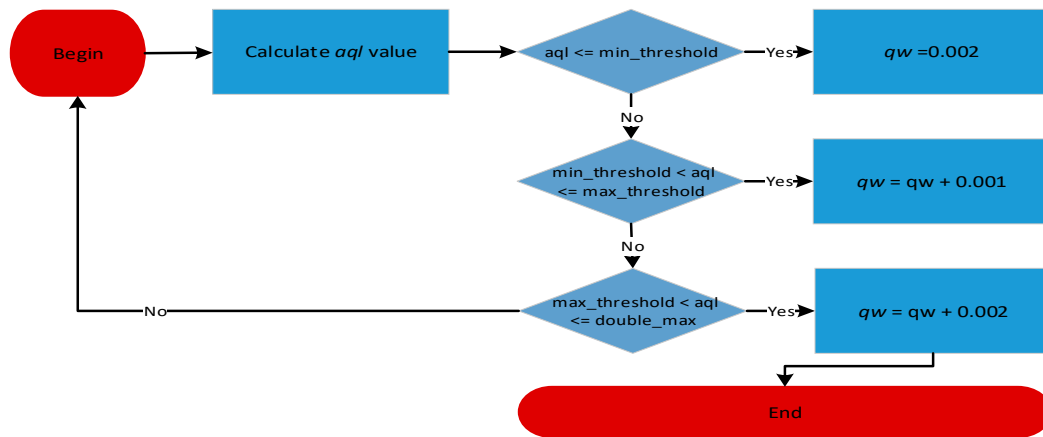 Begin
Calculate aql value
aql <= min_threshold
Yes
qw =0.002
No
min_threshold < aql
<= max_threshold
Yes
qw = qw + 0.001
No
max_threshold < aql
<= double_max
Yes
qw = qw + 0.002
No
End